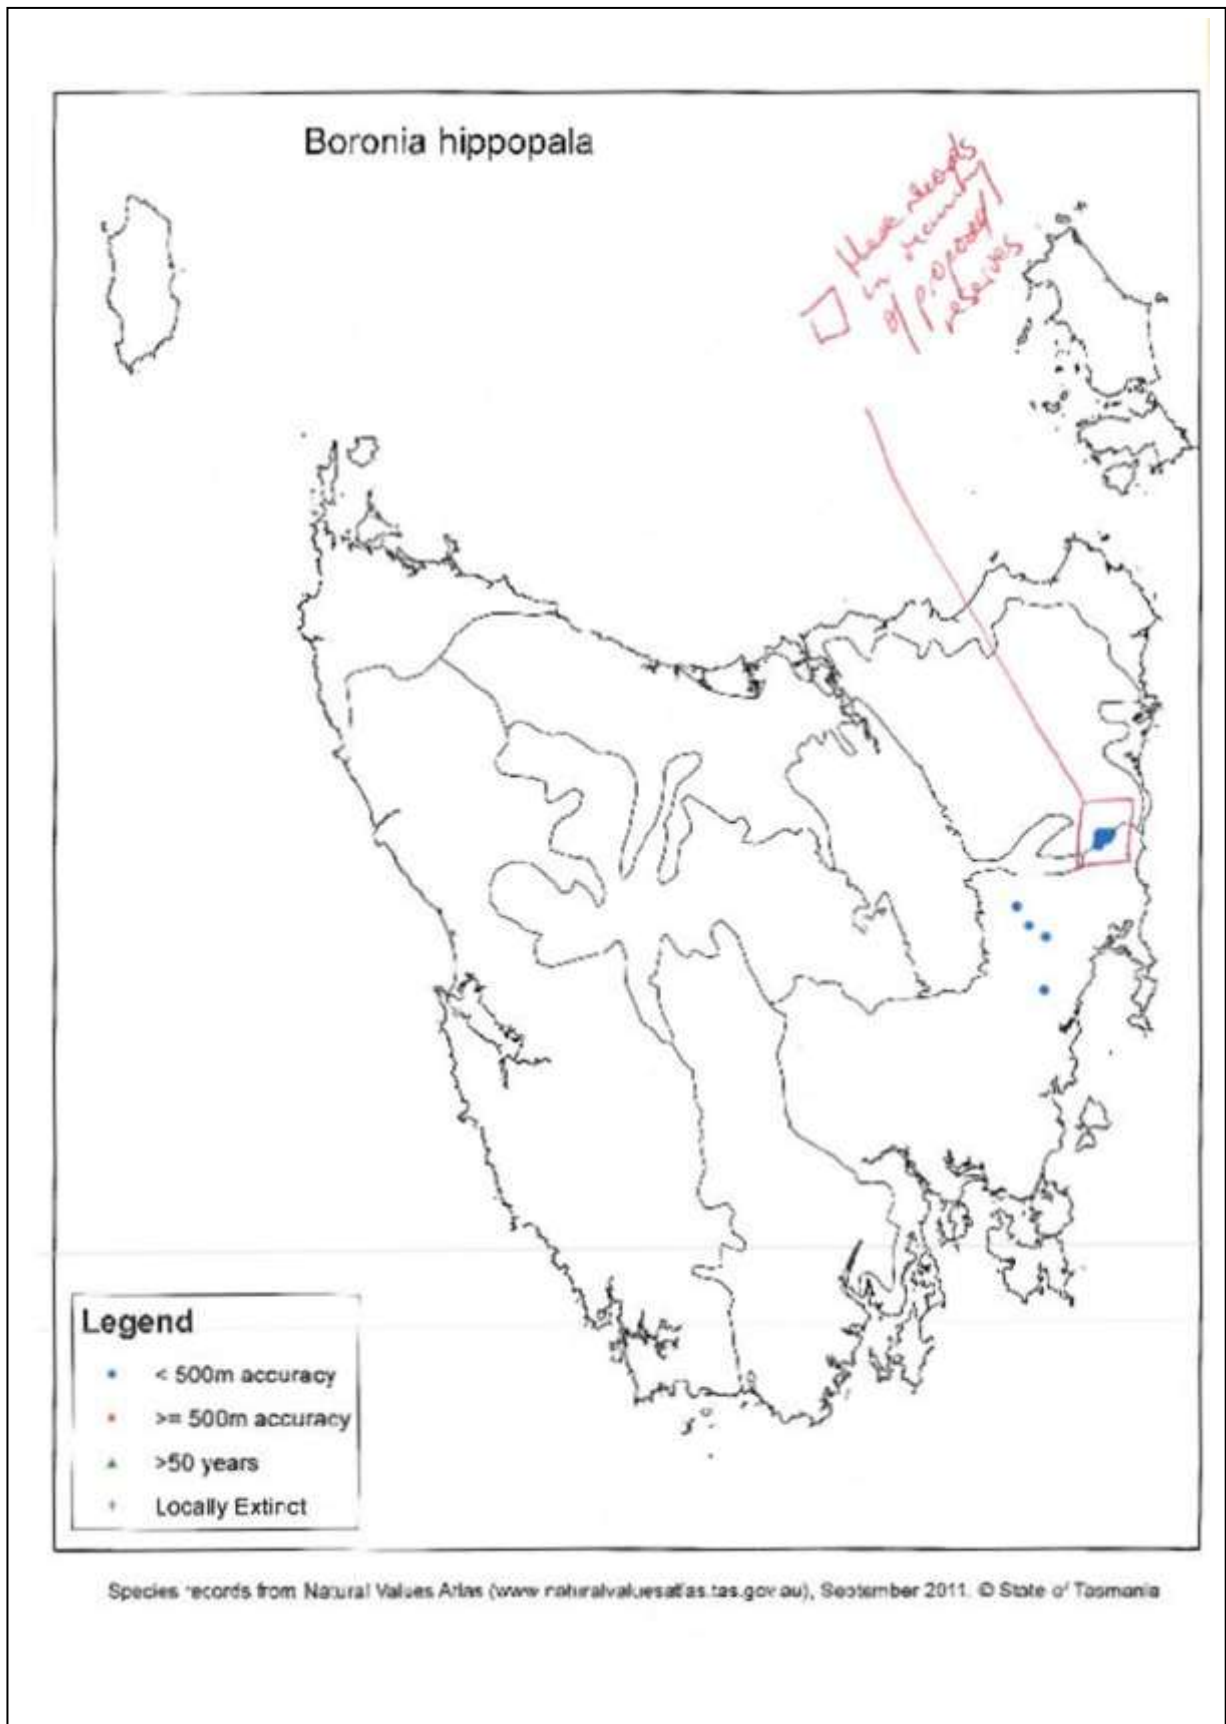 Boronia hippopala
these records
in
of proposed
reserves
Legend
< 500m accuracy
>= 500m accuracy
>50 years
Locally Extinct
Species records from Natural Values Atlas (www.naturalvaluesatlas.tas.gov.au), September 2011. © State of Tasmania